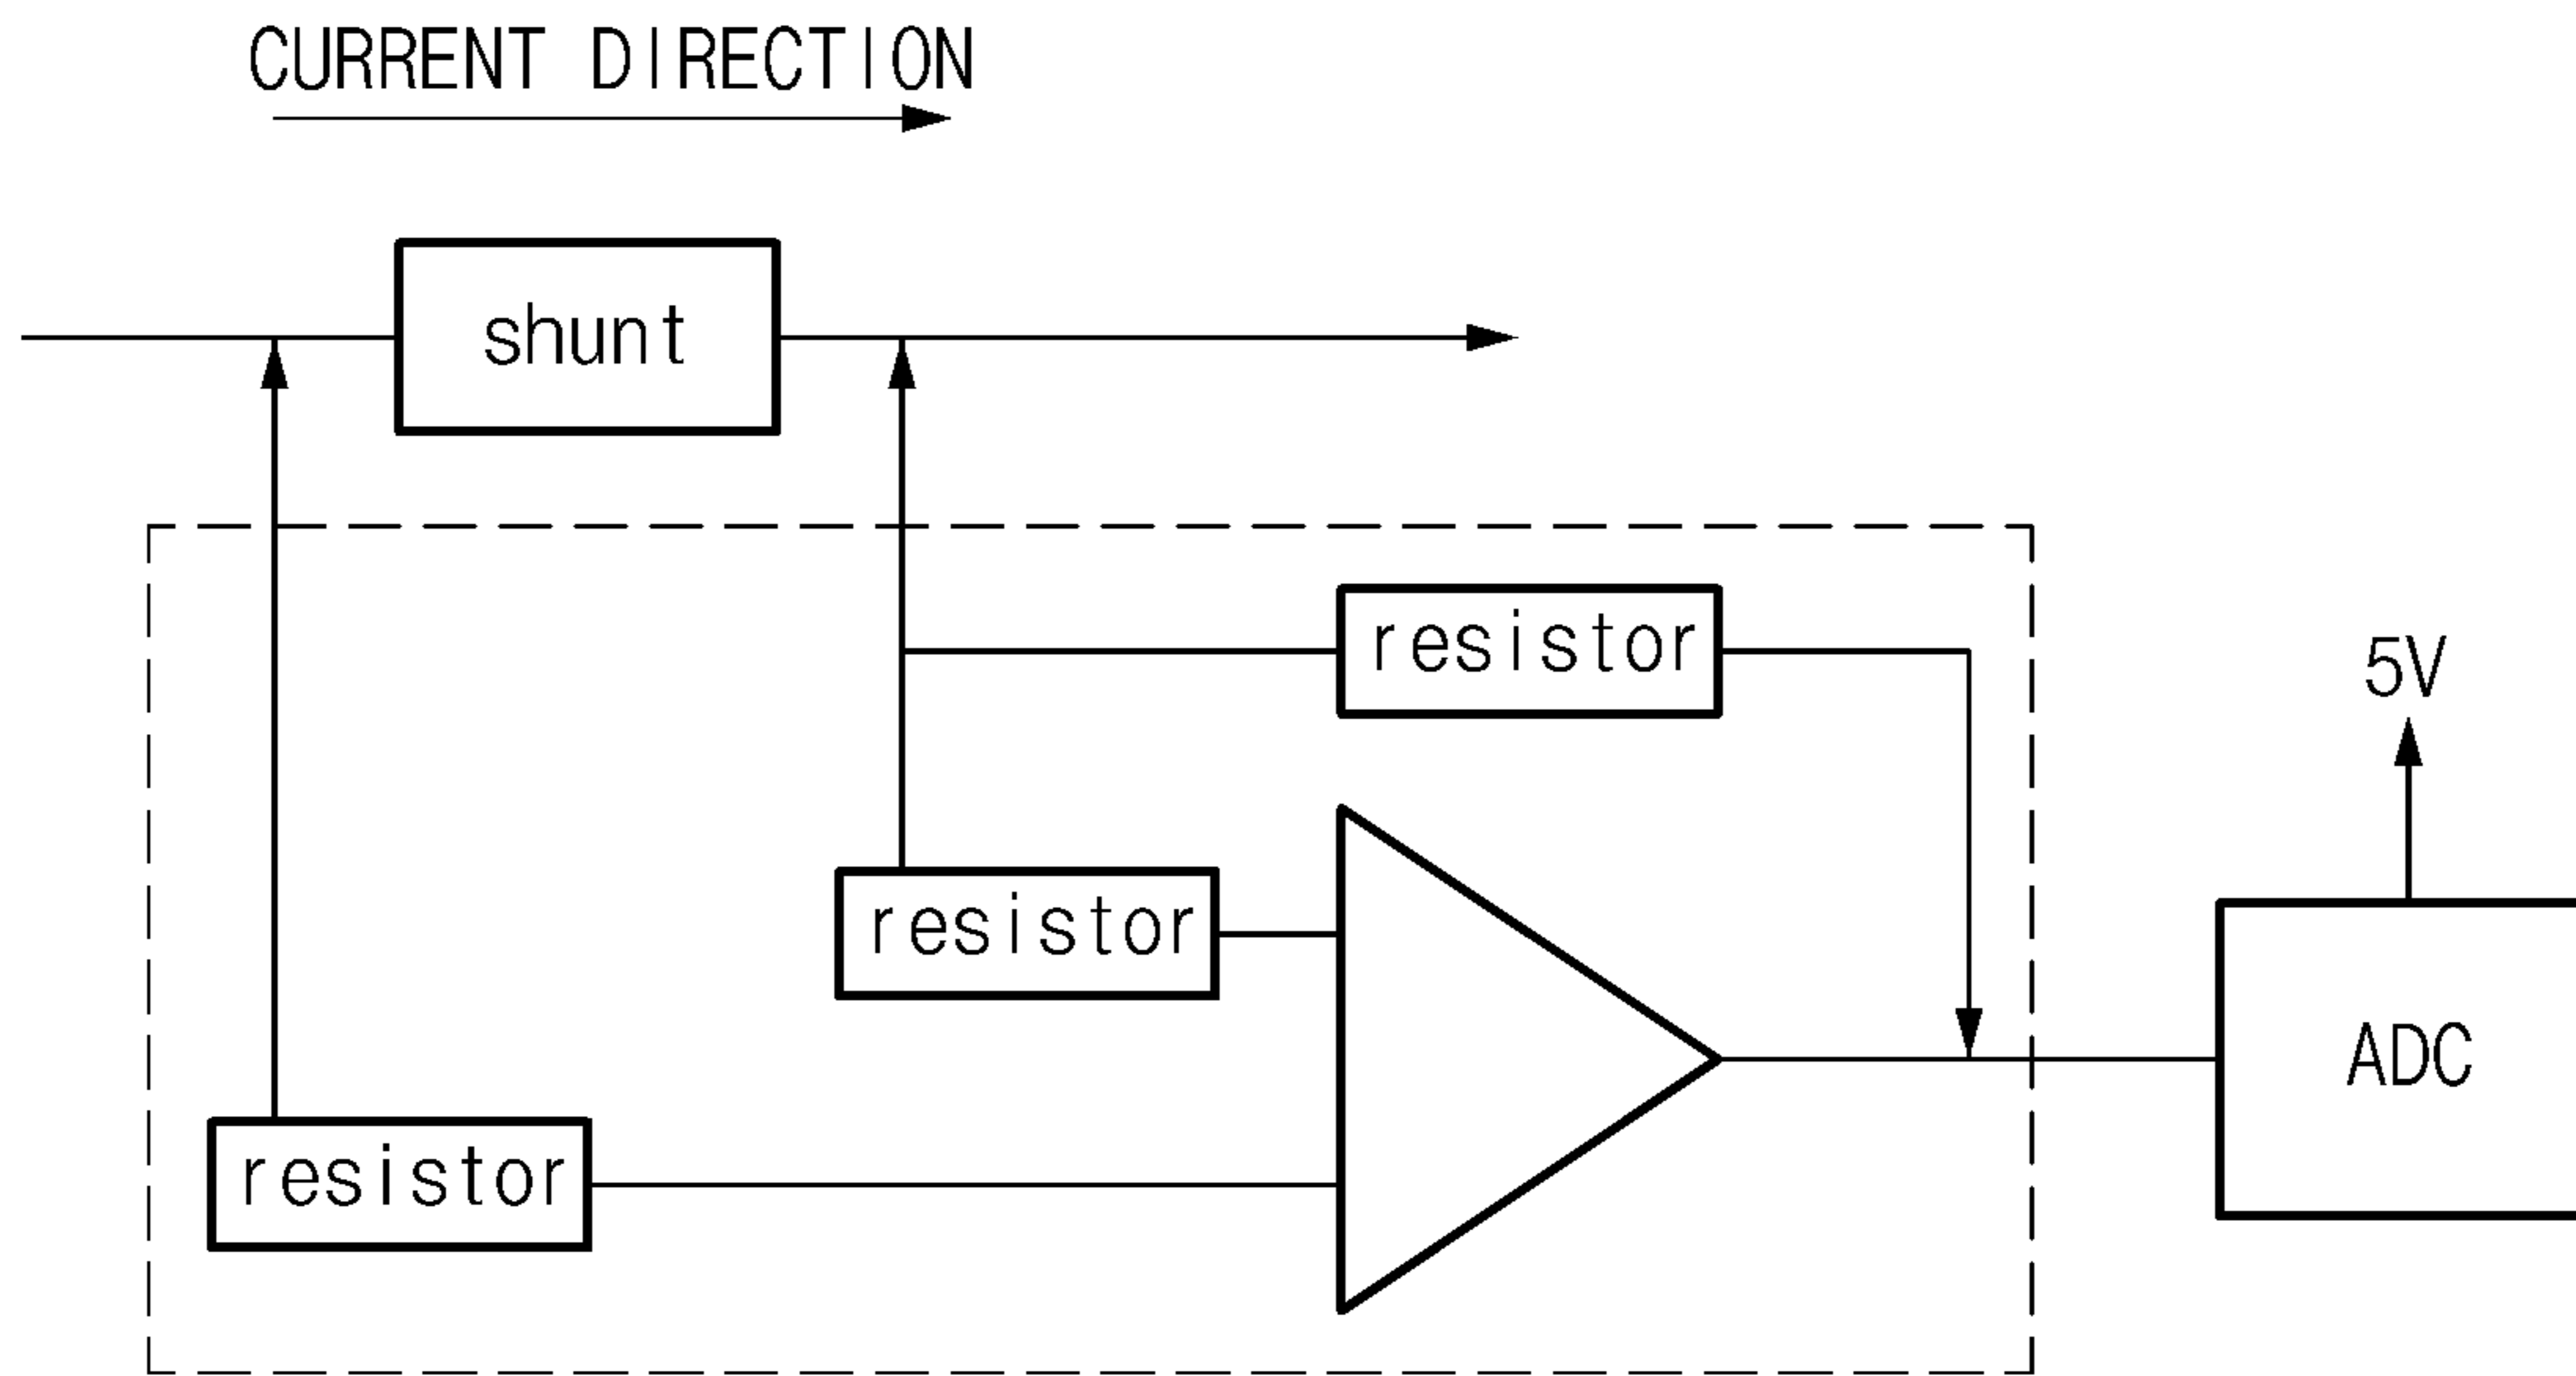 CURRENT DIRECTION
shunt
resistor
5V
resistor
ADC
resistor